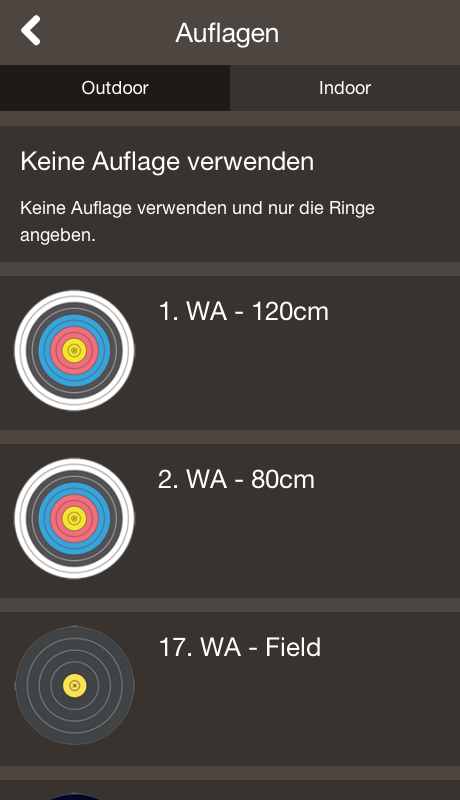 Auflagen
Outdoor
Indoor
Keine Auflage verwenden
Keine Auflage verwenden und nur die Ringe
angeben.
1. WA - 120cm
2. WA - 80cm
17. WA - Field